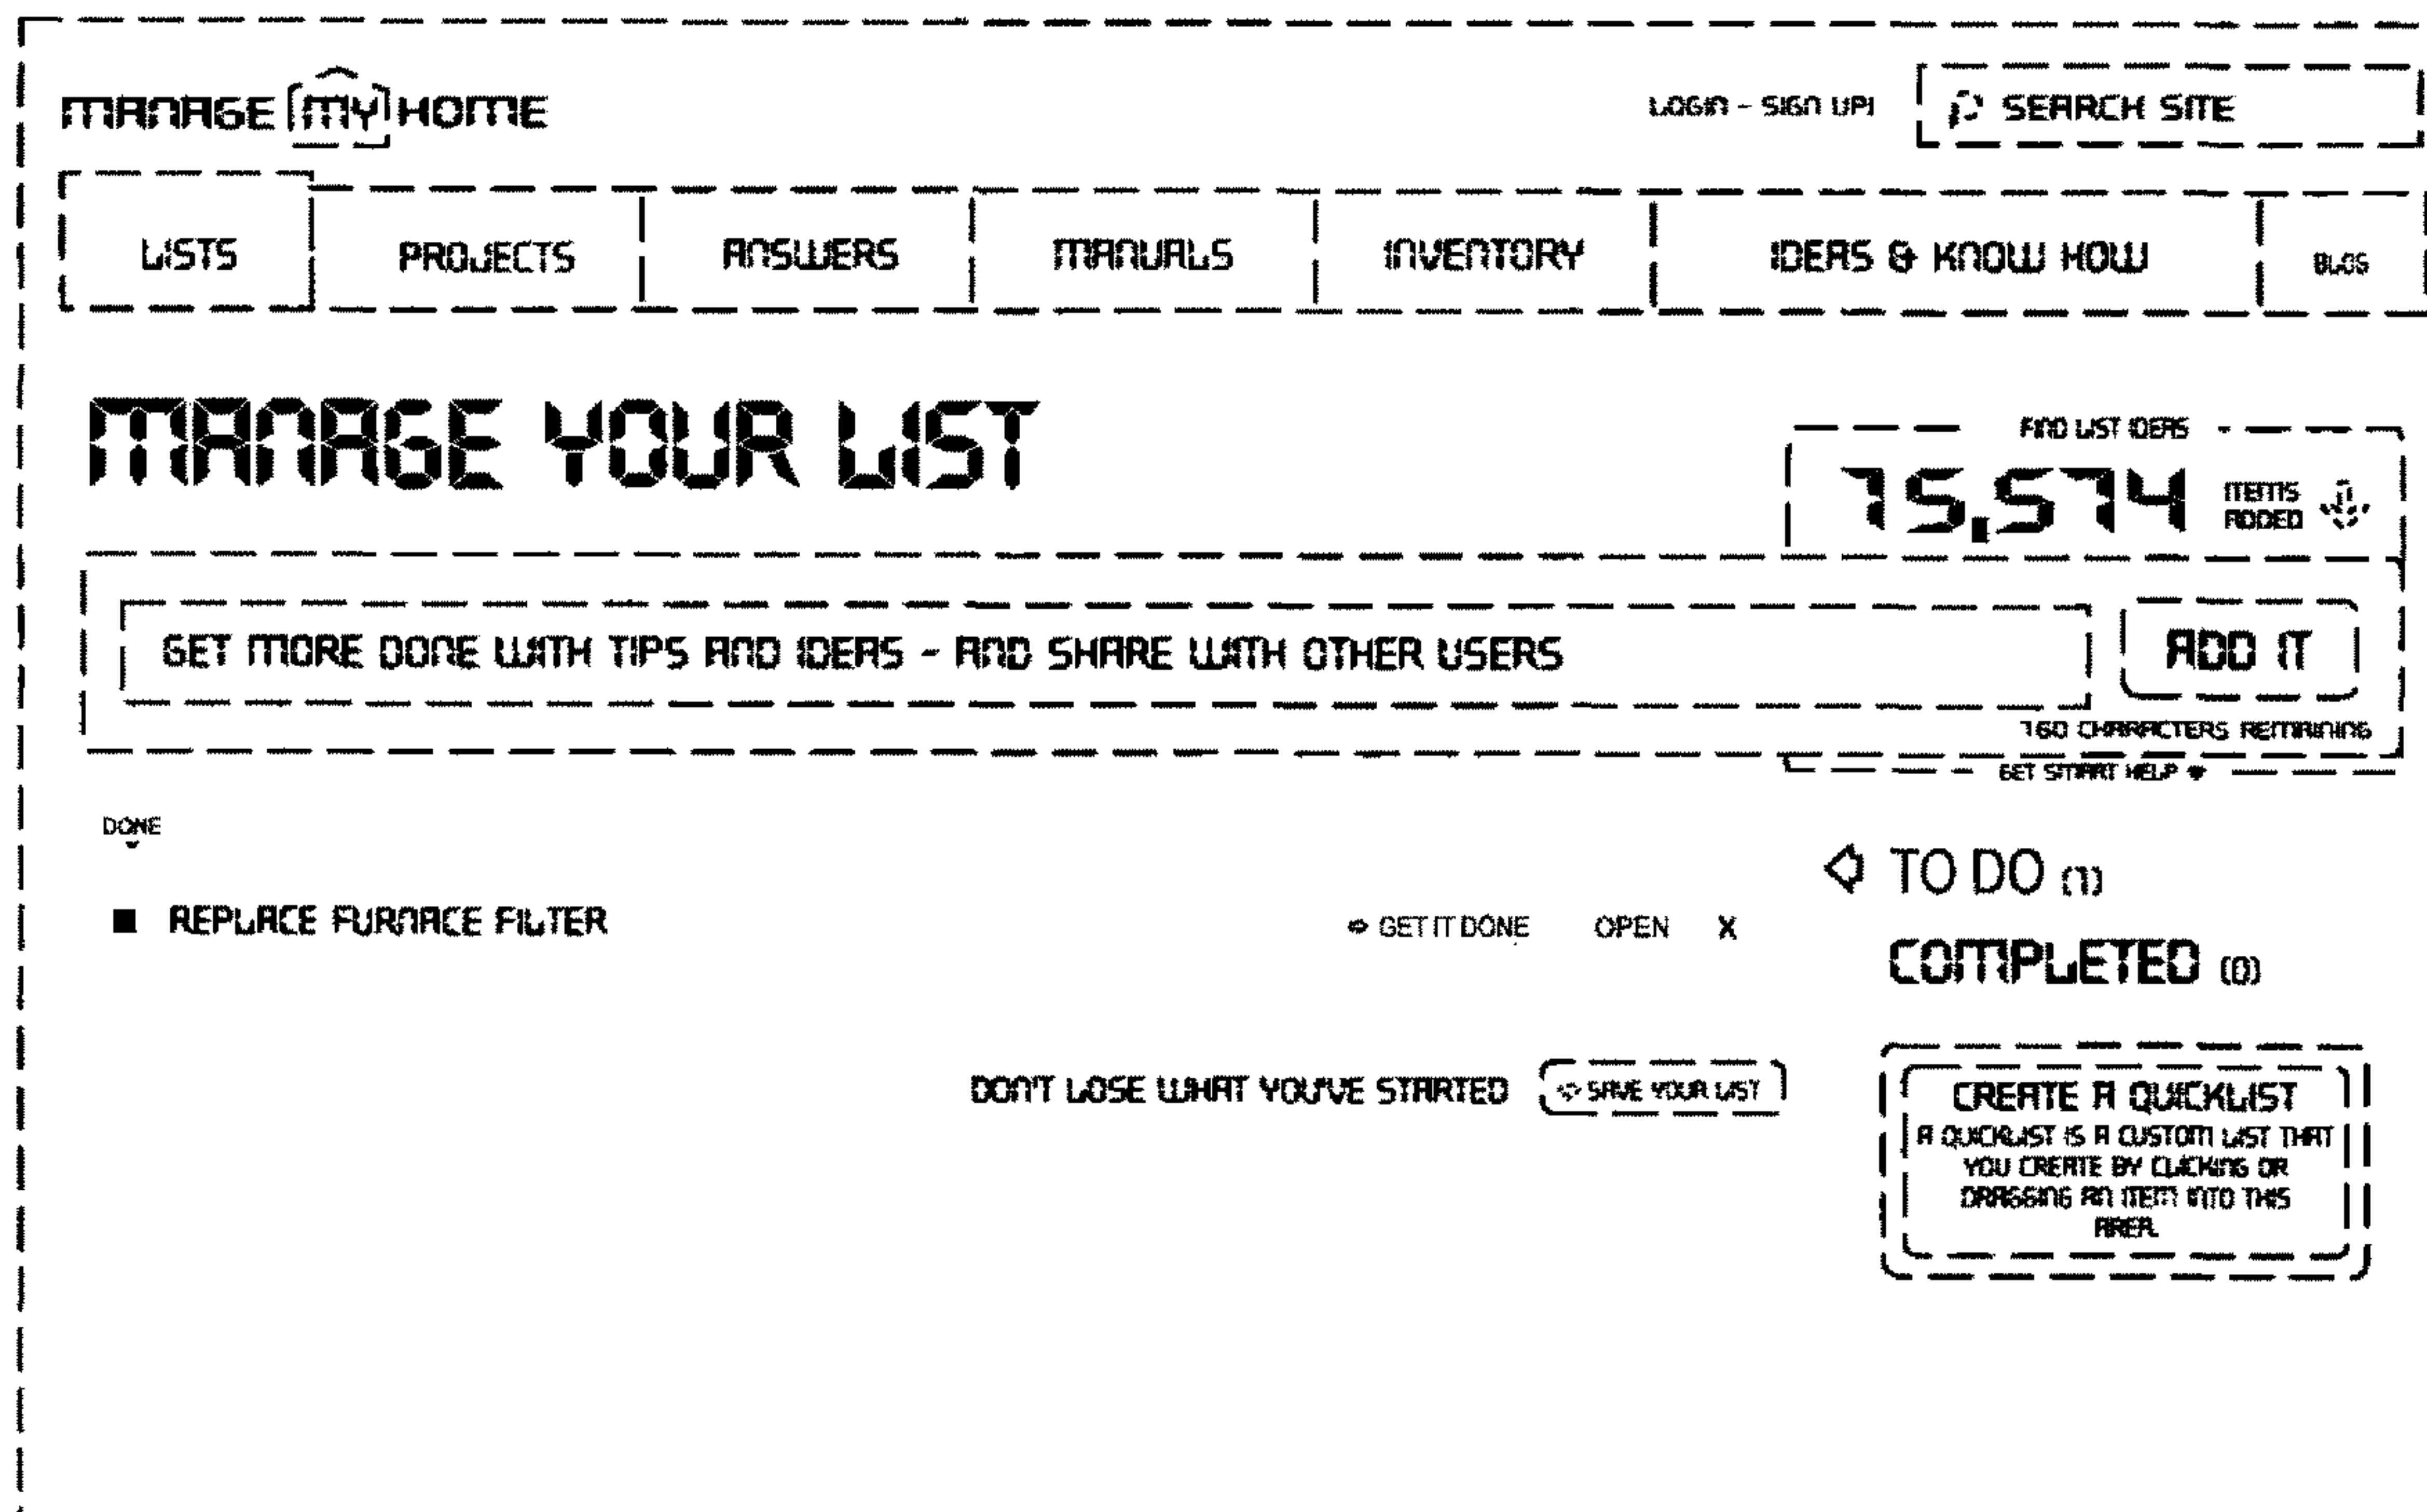 MANAGE MY HOME
LOGIN - SIGN UP!
SEARCH SITE
LISTS
PROJECTS
ANSWERS
MANUALS
INVENTORY
IDEAS & KNOW HOW
BLOG
MANAGE YOUR LIST
FIND LIST IDEAS
75,574
ITEMS
ADDED
GET MORE DONE WITH TIPS AND IDEAS - AND SHARE WITH OTHER USERS
ADD IT
160 CHARACTERS REMAINING
GET SMART HELP
DONE
TO DO (1)
REPLACE FURNACE FILTER
GET IT DONE OPEN X
COMPLETED (0)
DON'T LOSE WHAT YOU'VE STARTED
SAVE YOUR LIST
CREATE A QUICKLIST
A QUICKLIST IS A CUSTOM LIST THAT
YOU CREATE BY CLICKING OR
DRAGGING AN ITEM INTO THIS
AREA.